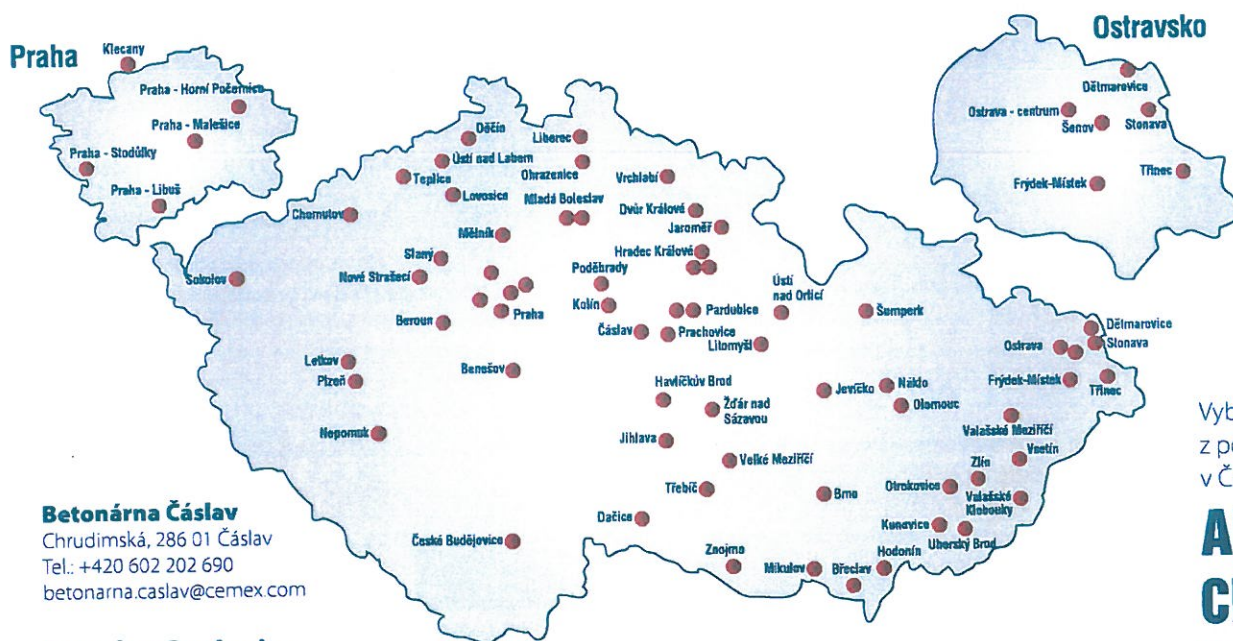 Praha
Klecany
Praha - Horní Počernice
Praha - Malešice
Praha - Stodůlky
Praha - Libuš
Ostravsko
Dětmarovice
Ostrava - centrum
Šenov
Stonava
Třinec
Frýdek-Místek
Děčín
Liberec
Ústí nad Labem
Ohrazenice
Teplice
Vrchlabí
Lovosice
Mladá Boleslav
Chomutov
Dvůr Králové
Jaroměř
Mělník
Hradec Králové
Slaný
Sokolov
Nové Strašecí
Poděbrady
Ústí
nad Orlicí
Kolín
Praha
Pardubice
Šumperk
Beroun
Čáslav
Prachovice
Litomyšl
Dětmarovice
Stonava
Ostrava
Letkov
Plzeň
Benešov
Havlíčkův Brod
Jevíčko
Náklo
Frýdek-Místek
Třinec
Žďár nad
Sázavou
Olomouc
Nepomuk
Jihlava
Valašské Meziříčí
Vsetín
Velké Meziříčí
Zlín
Třebíč
Brno
Otrokovice
Valašské
Klobouky
Dačice
Kunovice
Uherský Brod
České Budějovice
Znojmo
Mikulov
Břeclav
Hodonín
Betonárna Čáslav
Chrudimská, 286 01 Čáslav
Tel.: +420 602 202 690
betonarna.caslav@cemex.com
Vyb
z p
v Č
A